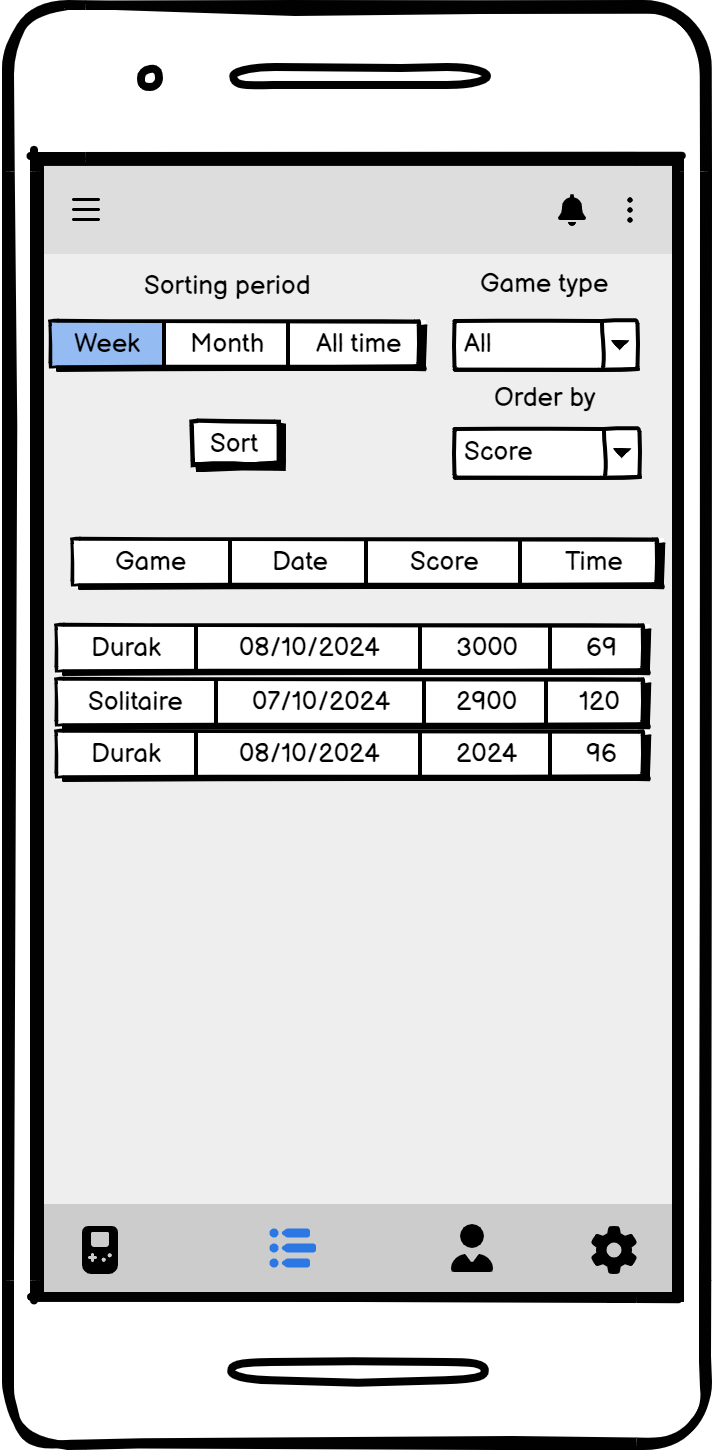 Sorting period Game type
Week Month All time All
Order by
Sort Score
Game Date Score Time
Durak 08/10/2024 3000 69
Solitaire 07/10/2024 2900 120
Durak 08/10/2024 2024 96